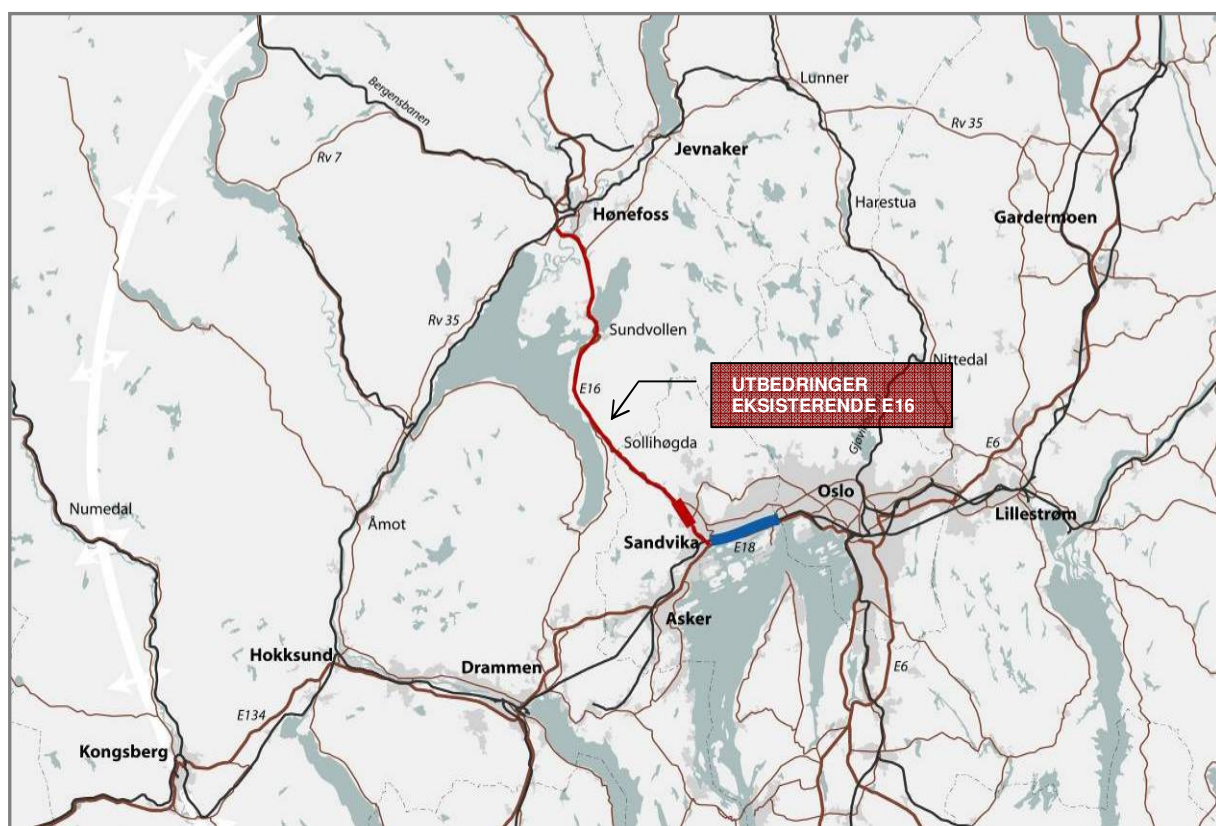 Lunner
Bergensbanen
Rv 35
Jevnaker
Rv 7
Harestua
Hønefoss
Gardermoen
Rv 35
Sundvollen
Nittedal
E16
UTBEDRINGER
EKSISTERENDE E16
Sollihøgda
E6
Oslo
Numedal
Åmot
Lillestrøm
Sandvika
E18
Asker
Hokksund
Drammen
E6
E134
Kongsberg